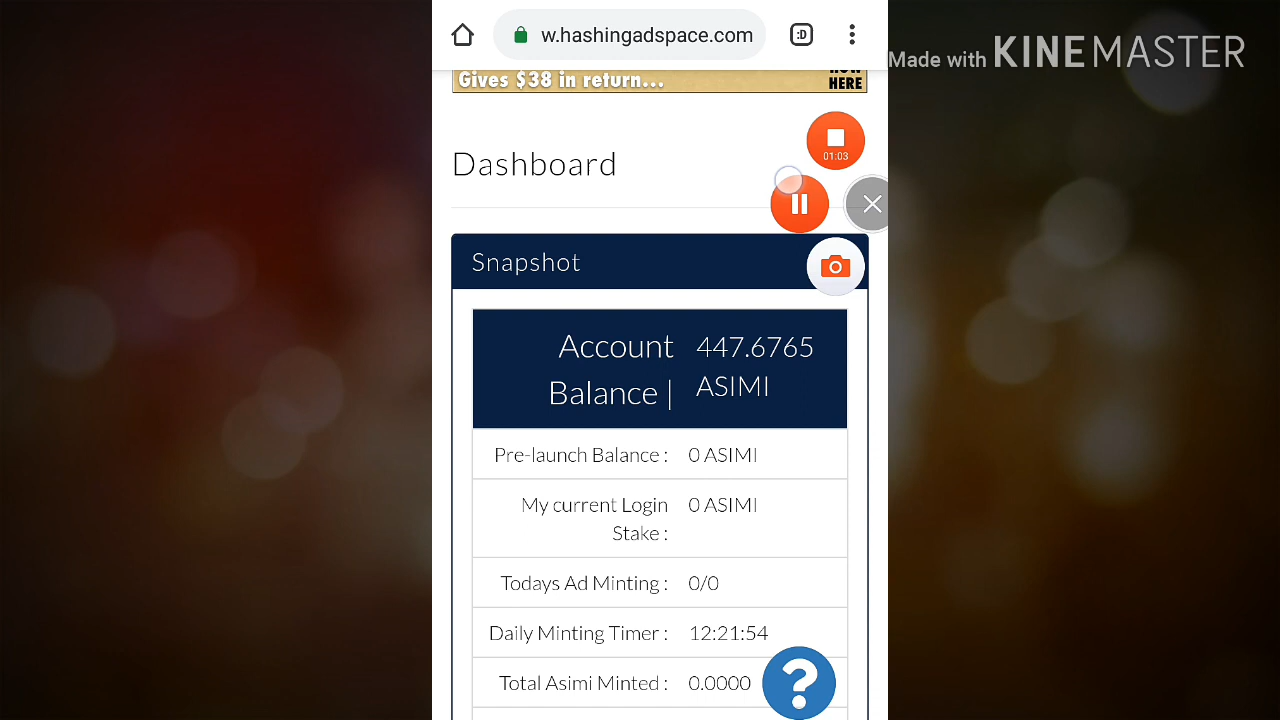 w.hashingadspace.com
:D
Made with KINEMASTER
Gives $38 in return...
HERE
01:03
Dashboard
Snapshot
Account Balance | 447.6765 ASIMI
Pre-launch Balance : 0 ASIMI
My current Login Stake : 0 ASIMI
Todays Ad Minting : 0/0
Daily Minting Timer : 12:21:54
Total Asimi Minted : 0.0000
?